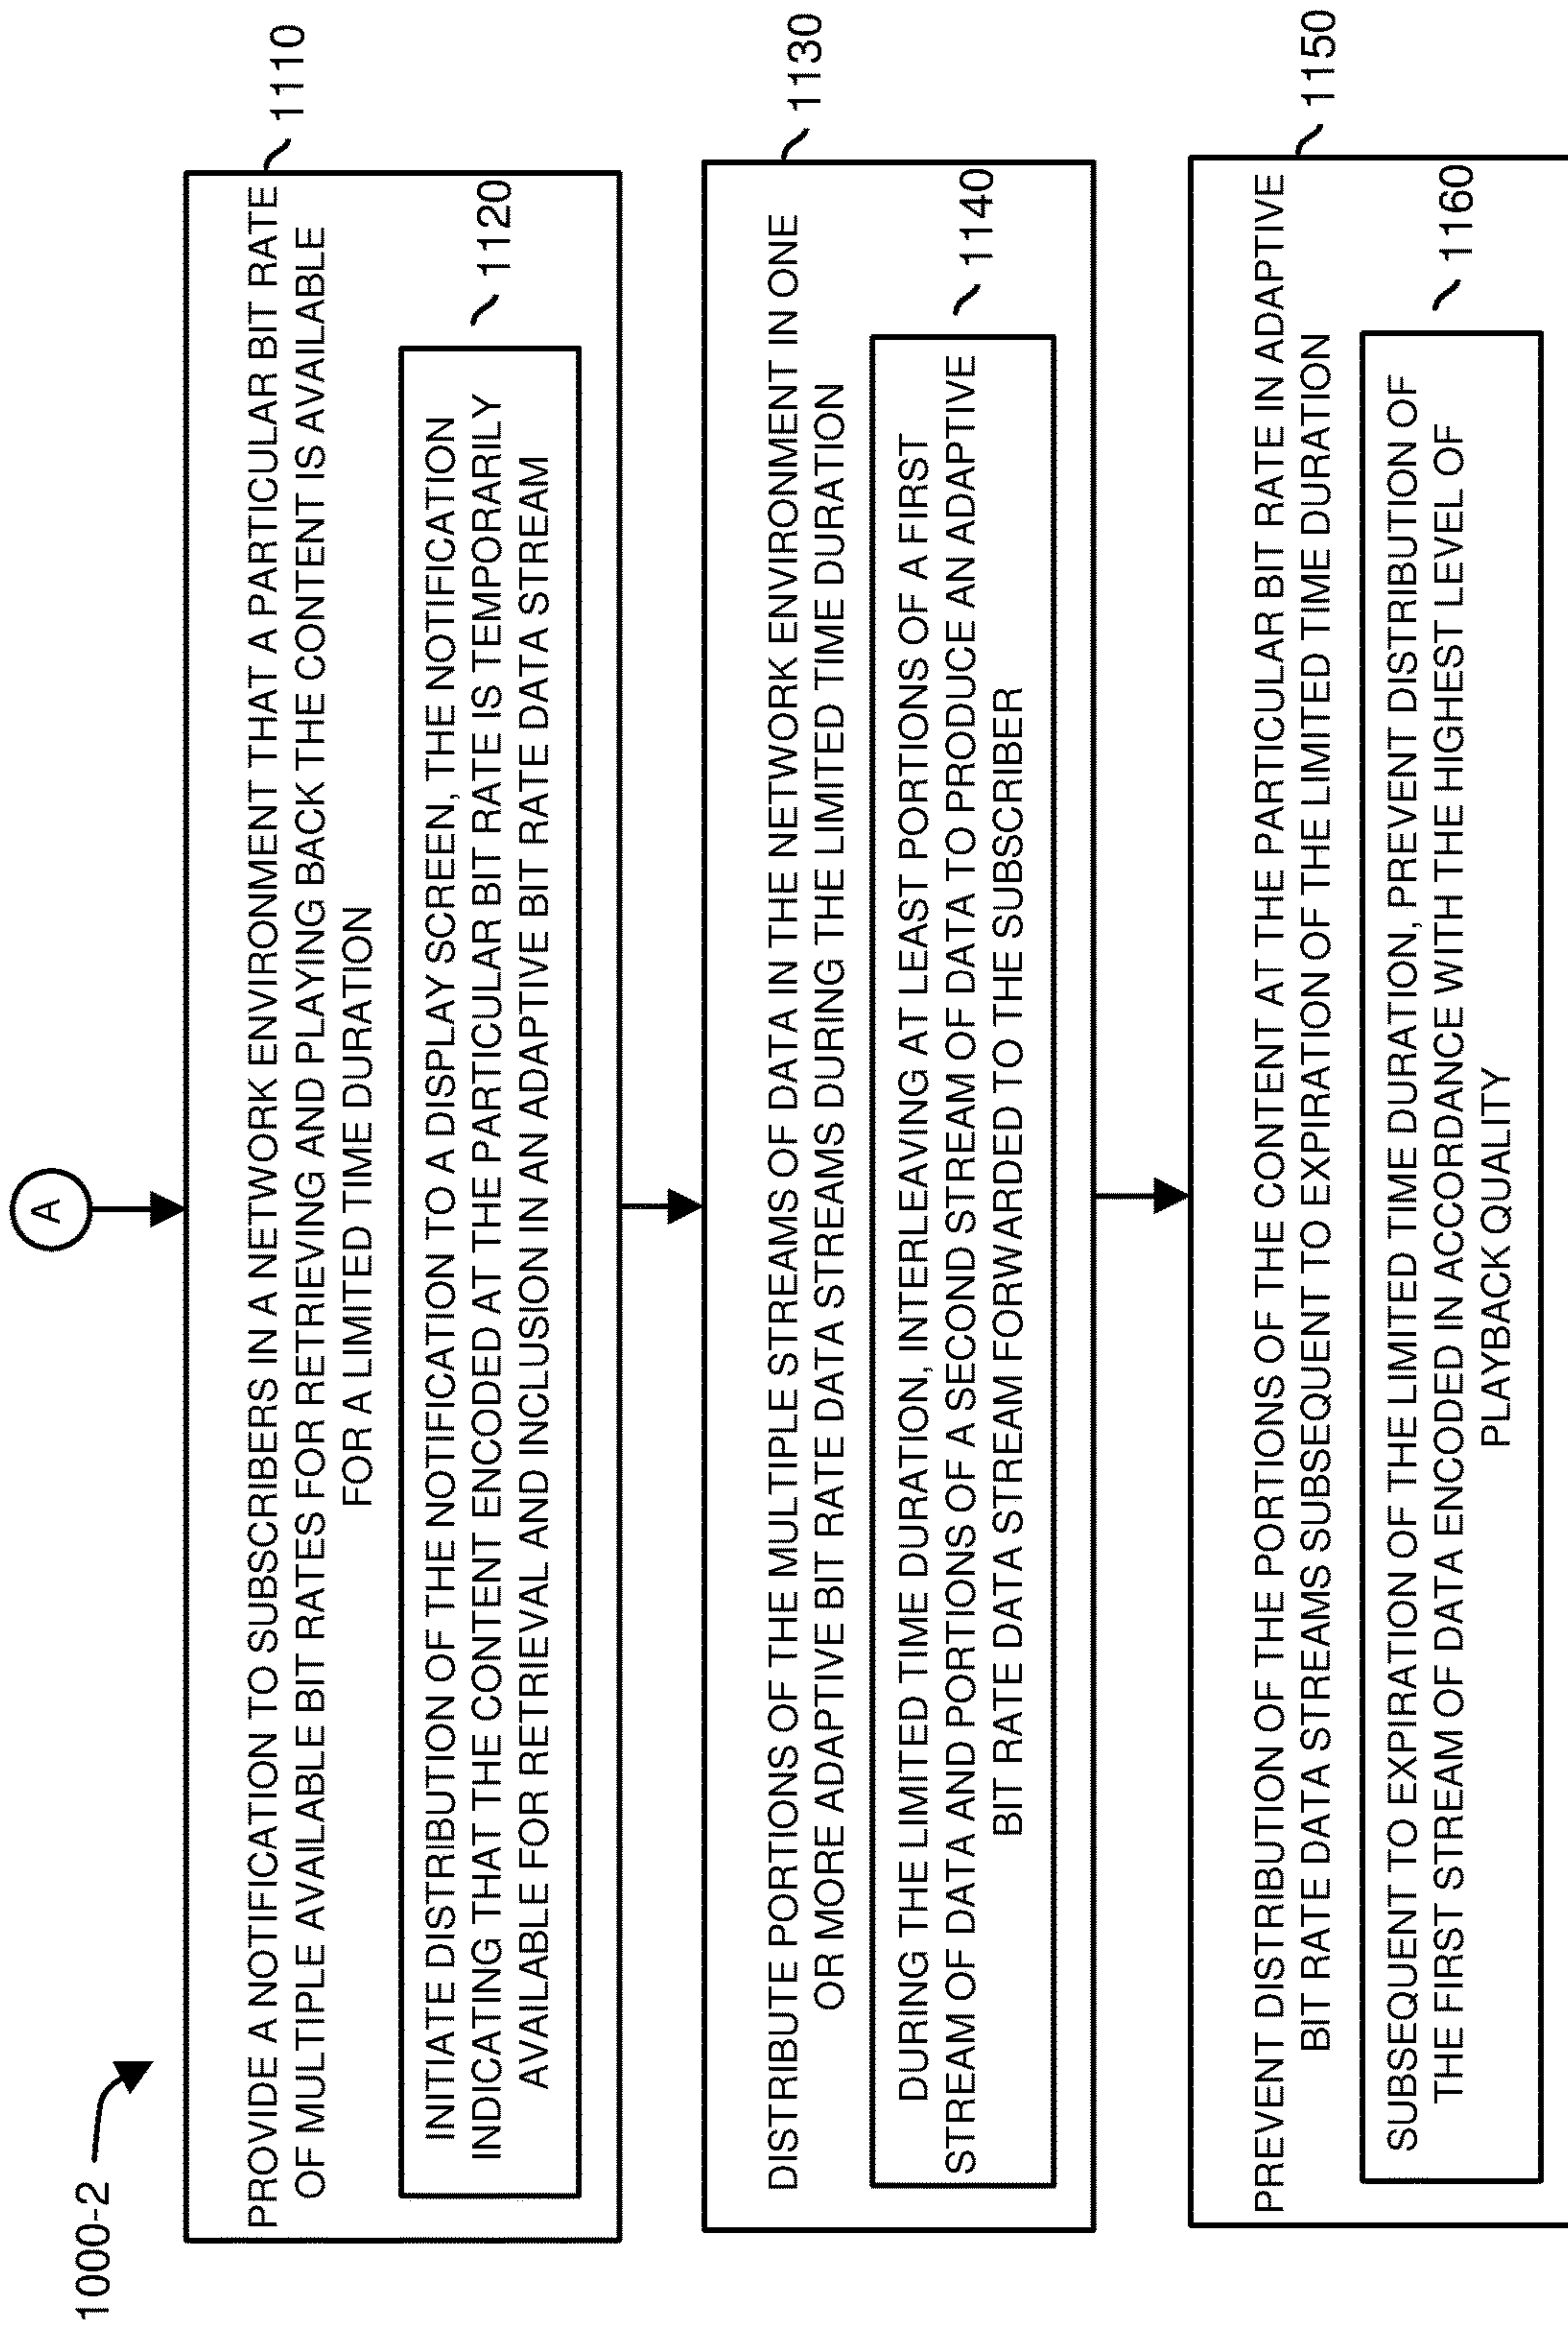 1000-2
A
PROVIDE A NOTIFICATION TO SUBSCRIBERS IN A NETWORK ENVIRONMENT THAT A PARTICULAR BIT RATE
OF MULTIPLE AVAILABLE BIT RATES FOR RETRIEVING AND PLAYING BACK THE CONTENT IS AVAILABLE
FOR A LIMITED TIME DURATION
1110
INITIATE DISTRIBUTION OF THE NOTIFICATION TO A DISPLAY SCREEN, THE NOTIFICATION
INDICATING THAT THE CONTENT ENCODED AT THE PARTICULAR BIT RATE IS TEMPORARILY
AVAILABLE FOR RETRIEVAL AND INCLUSION IN AN ADAPTIVE BIT RATE DATA STREAM
1120
DISTRIBUTE PORTIONS OF THE MULTIPLE STREAMS OF DATA IN THE NETWORK ENVIRONMENT IN ONE
OR MORE ADAPTIVE BIT RATE DATA STREAMS DURING THE LIMITED TIME DURATION
1130
DURING THE LIMITED TIME DURATION, INTERLEAVING AT LEAST PORTIONS OF A FIRST
STREAM OF DATA AND PORTIONS OF A SECOND STREAM OF DATA TO PRODUCE AN ADAPTIVE
BIT RATE DATA STREAM FORWARDED TO THE SUBSCRIBER
1140
PREVENT DISTRIBUTION OF THE PORTIONS OF THE CONTENT AT THE PARTICULAR BIT RATE IN ADAPTIVE
BIT RATE DATA STREAMS SUBSEQUENT TO EXPIRATION OF THE LIMITED TIME DURATION
1150
SUBSEQUENT TO EXPIRATION OF THE LIMITED TIME DURATION, PREVENT DISTRIBUTION OF
THE FIRST STREAM OF DATA ENCODED IN ACCORDANCE WITH THE HIGHEST LEVEL OF
PLAYBACK QUALITY
1160